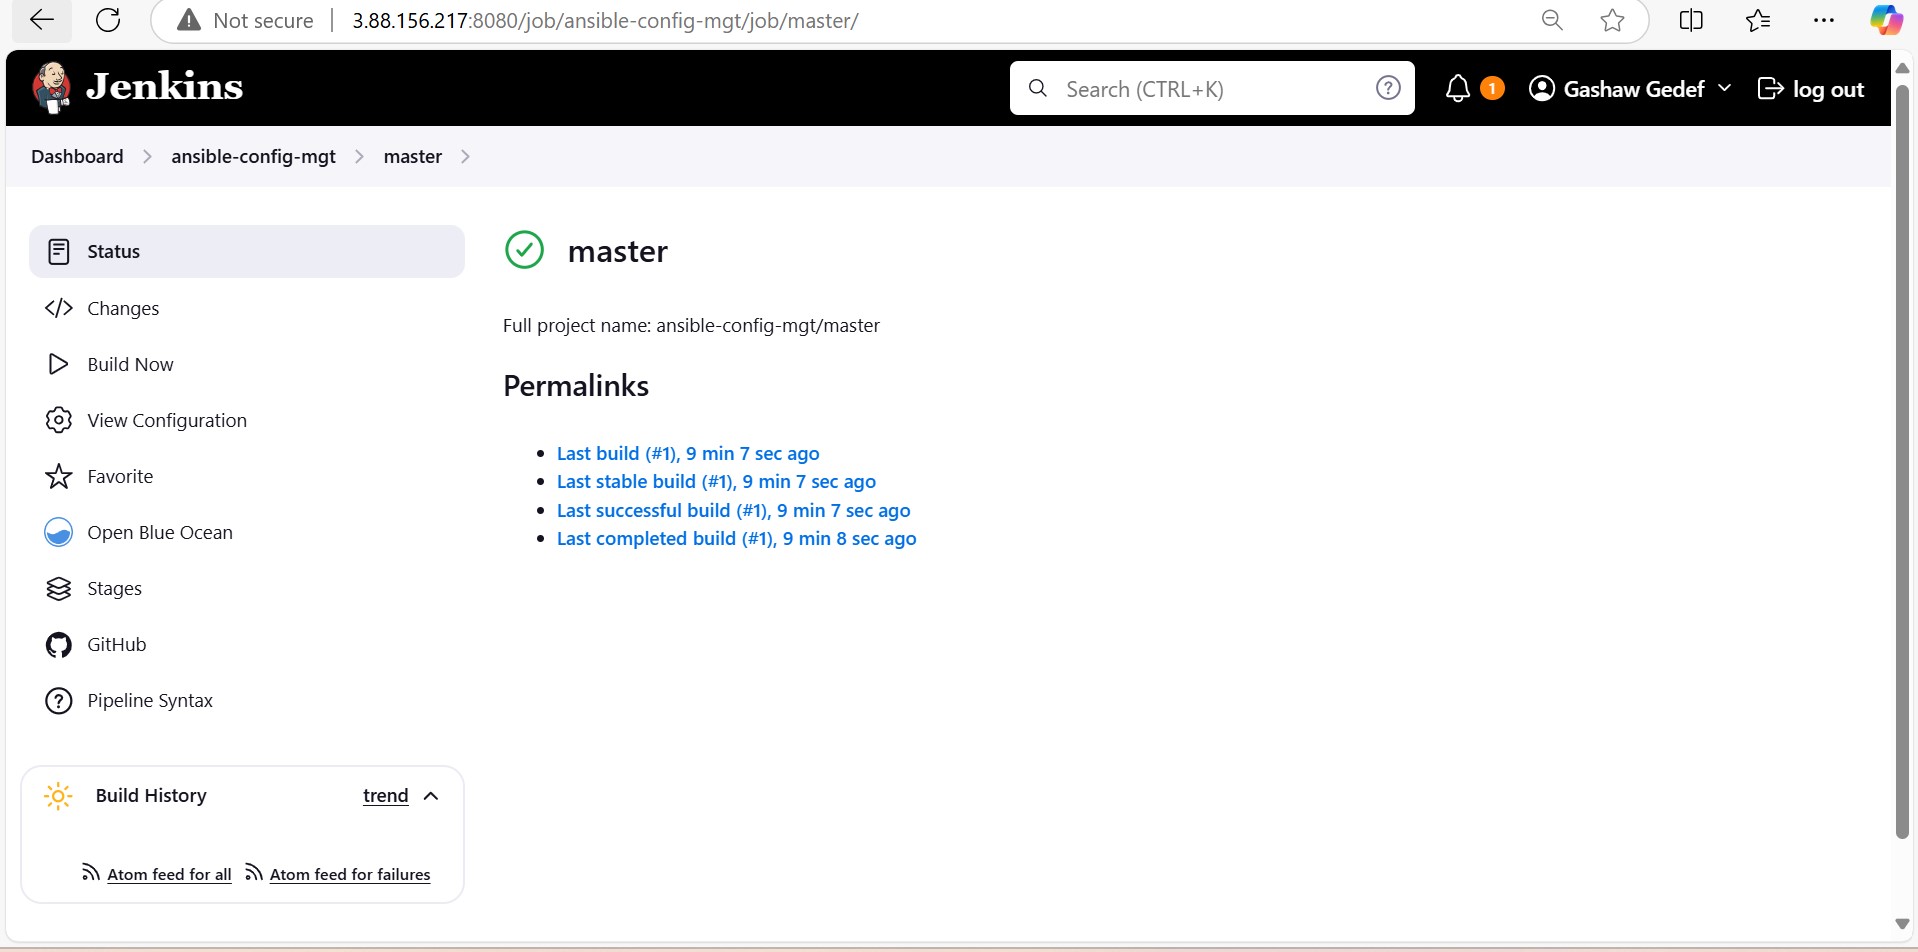 Not secure | 3.88.156.217:8080/job/ansible-config-mgt/job/master/
Jenkins
Search (CTRL+K)
1
Gashaw Gedef
log out
Dashboard > ansible-config-mgt > master >
Status
Changes
Build Now
View Configuration
Favorite
Open Blue Ocean
Stages
GitHub
Pipeline Syntax
Build History
trend
Atom feed for all
Atom feed for failures
master
Full project name: ansible-config-mgt/master
Permalinks
• Last build (#1), 9 min 7 sec ago
• Last stable build (#1), 9 min 7 sec ago
• Last successful build (#1), 9 min 7 sec ago
• Last completed build (#1), 9 min 8 sec ago